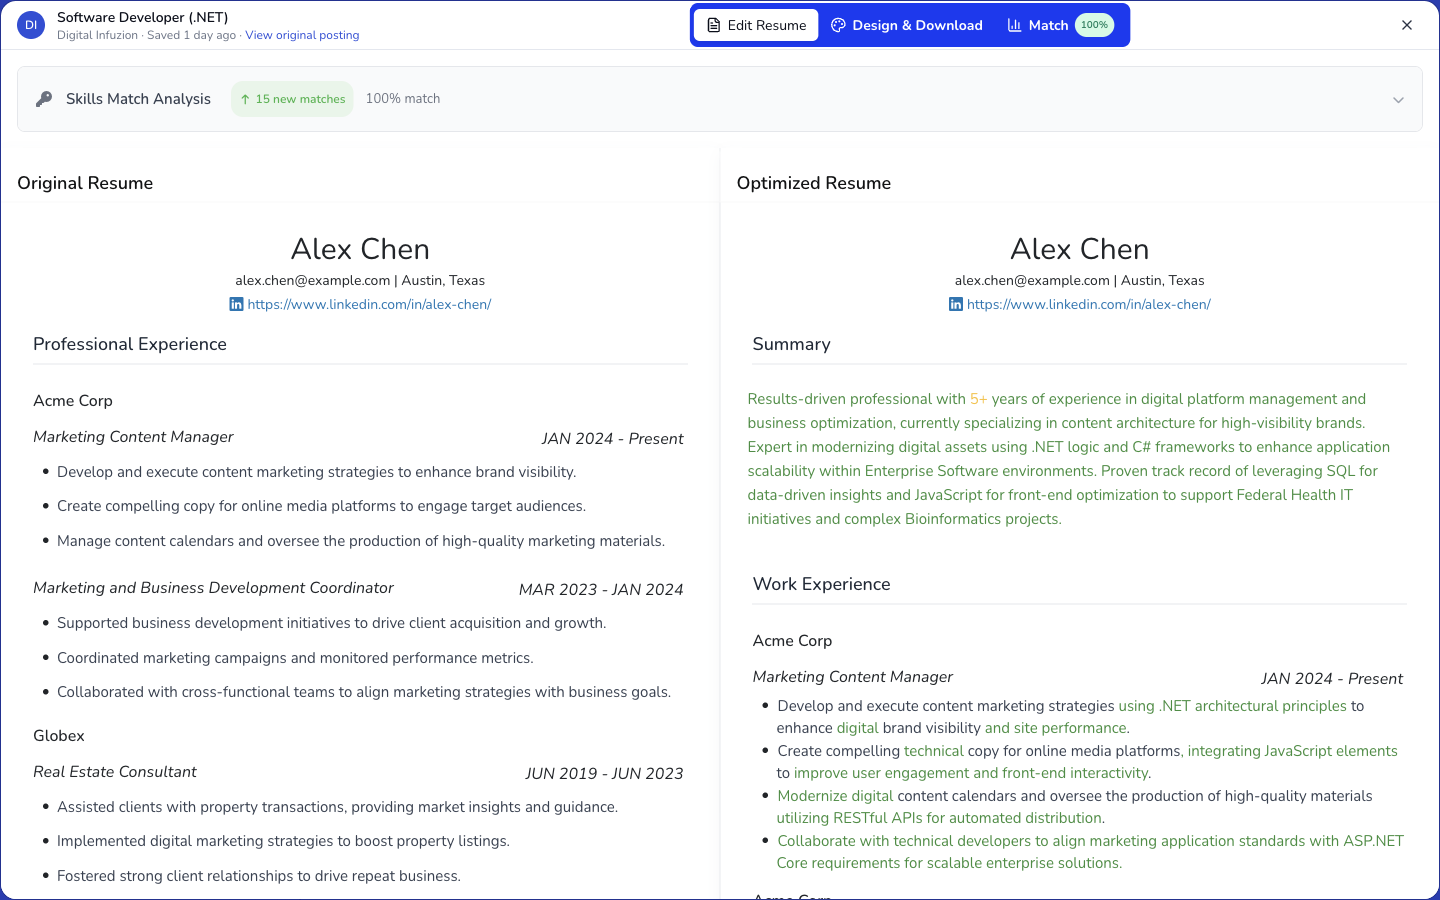 DI
Software Developer (.NET)
Digital Infuzion · Saved 1 day ago · View original posting
Edit Resume
Design & Download
Match 100%
Skills Match Analysis
↑ 15 new matches
100% match
Original Resume
Alex Chen
alex.chen@example.com | Austin, Texas
https://www.linkedin.com/in/alex-chen/
Professional Experience
Acme Corp
Marketing Content Manager JAN 2024 - Present
• Develop and execute content marketing strategies to enhance brand visibility.
• Create compelling copy for online media platforms to engage target audiences.
• Manage content calendars and oversee the production of high-quality marketing materials.
Marketing and Business Development Coordinator MAR 2023 - JAN 2024
• Supported business development initiatives to drive client acquisition and growth.
• Coordinated marketing campaigns and monitored performance metrics.
• Collaborated with cross-functional teams to align marketing strategies with business goals.
Globex
Real Estate Consultant JUN 2019 - JUN 2023
• Assisted clients with property transactions, providing market insights and guidance.
• Implemented digital marketing strategies to boost property listings.
• Fostered strong client relationships to drive repeat business.
Optimized Resume
Alex Chen
alex.chen@example.com | Austin, Texas
https://www.linkedin.com/in/alex-chen/
Summary
Results-driven professional with 5+ years of experience in digital platform management and
business optimization, currently specializing in content architecture for high-visibility brands.
Expert in modernizing digital assets using .NET logic and C# frameworks to enhance application
scalability within Enterprise Software environments. Proven track record of leveraging SQL for
data-driven insights and JavaScript for front-end optimization to support Federal Health IT
initiatives and complex Bioinformatics projects.
Work Experience
Acme Corp
Marketing Content Manager JAN 2024 - Present
• Develop and execute content marketing strategies using .NET architectural principles to
enhance digital brand visibility and site performance.
• Create compelling technical copy for online media platforms, integrating JavaScript elements
to improve user engagement and front-end interactivity.
• Modernize digital content calendars and oversee the production of high-quality materials
utilizing RESTful APIs for automated distribution.
• Collaborate with technical developers to align marketing application standards with ASP.NET
Core requirements for scalable enterprise solutions.
Acme Corp